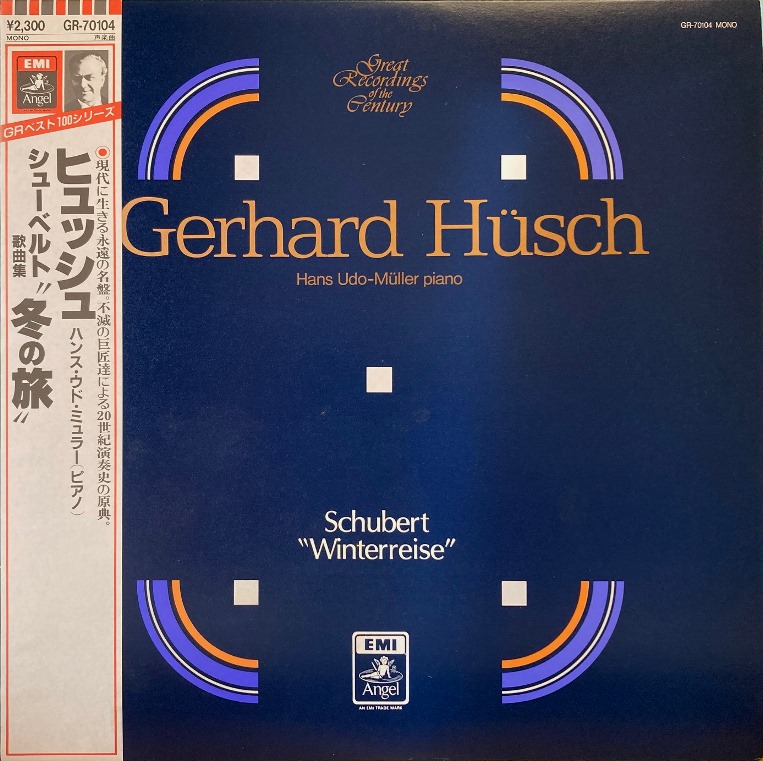 ¥2,300 GR-70104
MONO 声楽曲
EMI
Angel
GRベスト100シリーズ
◉現代に生きる永遠の名盤。不滅の巨匠達による20世紀演奏史の原典。
ヒュッシュ
ハンス・ウド・ミュラー(ピアノ)
シューベルト
歌曲集
"冬の旅"
GR-70104 MONO
Great
Recordings
of the
Century
Gerhard Hüsch
Hans Udo-Müller piano
Schubert
"Winterreise"
EMI
Angel
AN EMI TRADE MARK